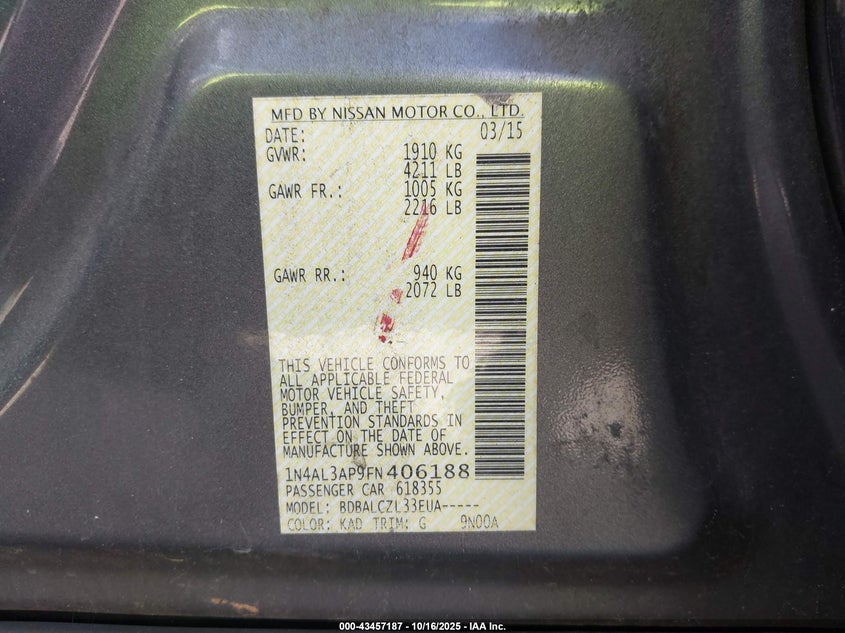 MFD BY NISSAN MOTOR CO., LTD.
DATE: 03/15
GVWR: 1910 KG
4211 LB
GAWR FR.: 1005 KG
2216 LB
GAWR RR.: 940 KG
2072 LB
THIS VEHICLE CONFORMS TO
ALL APPLICABLE FEDERAL
MOTOR VEHICLE SAFETY,
BUMPER, AND THEFT
PREVENTION STANDARDS IN
EFFECT ON THE DATE OF
MANUFACTURE SHOWN ABOVE.
1N4AL3AP9FN406188
PASSENGER CAR 618355
MODEL: BDBALCZL33EUA-----
COLOR: KAD TRIM: G 9N00A
000-43457187 - 10/16/2025 - IAA Inc.